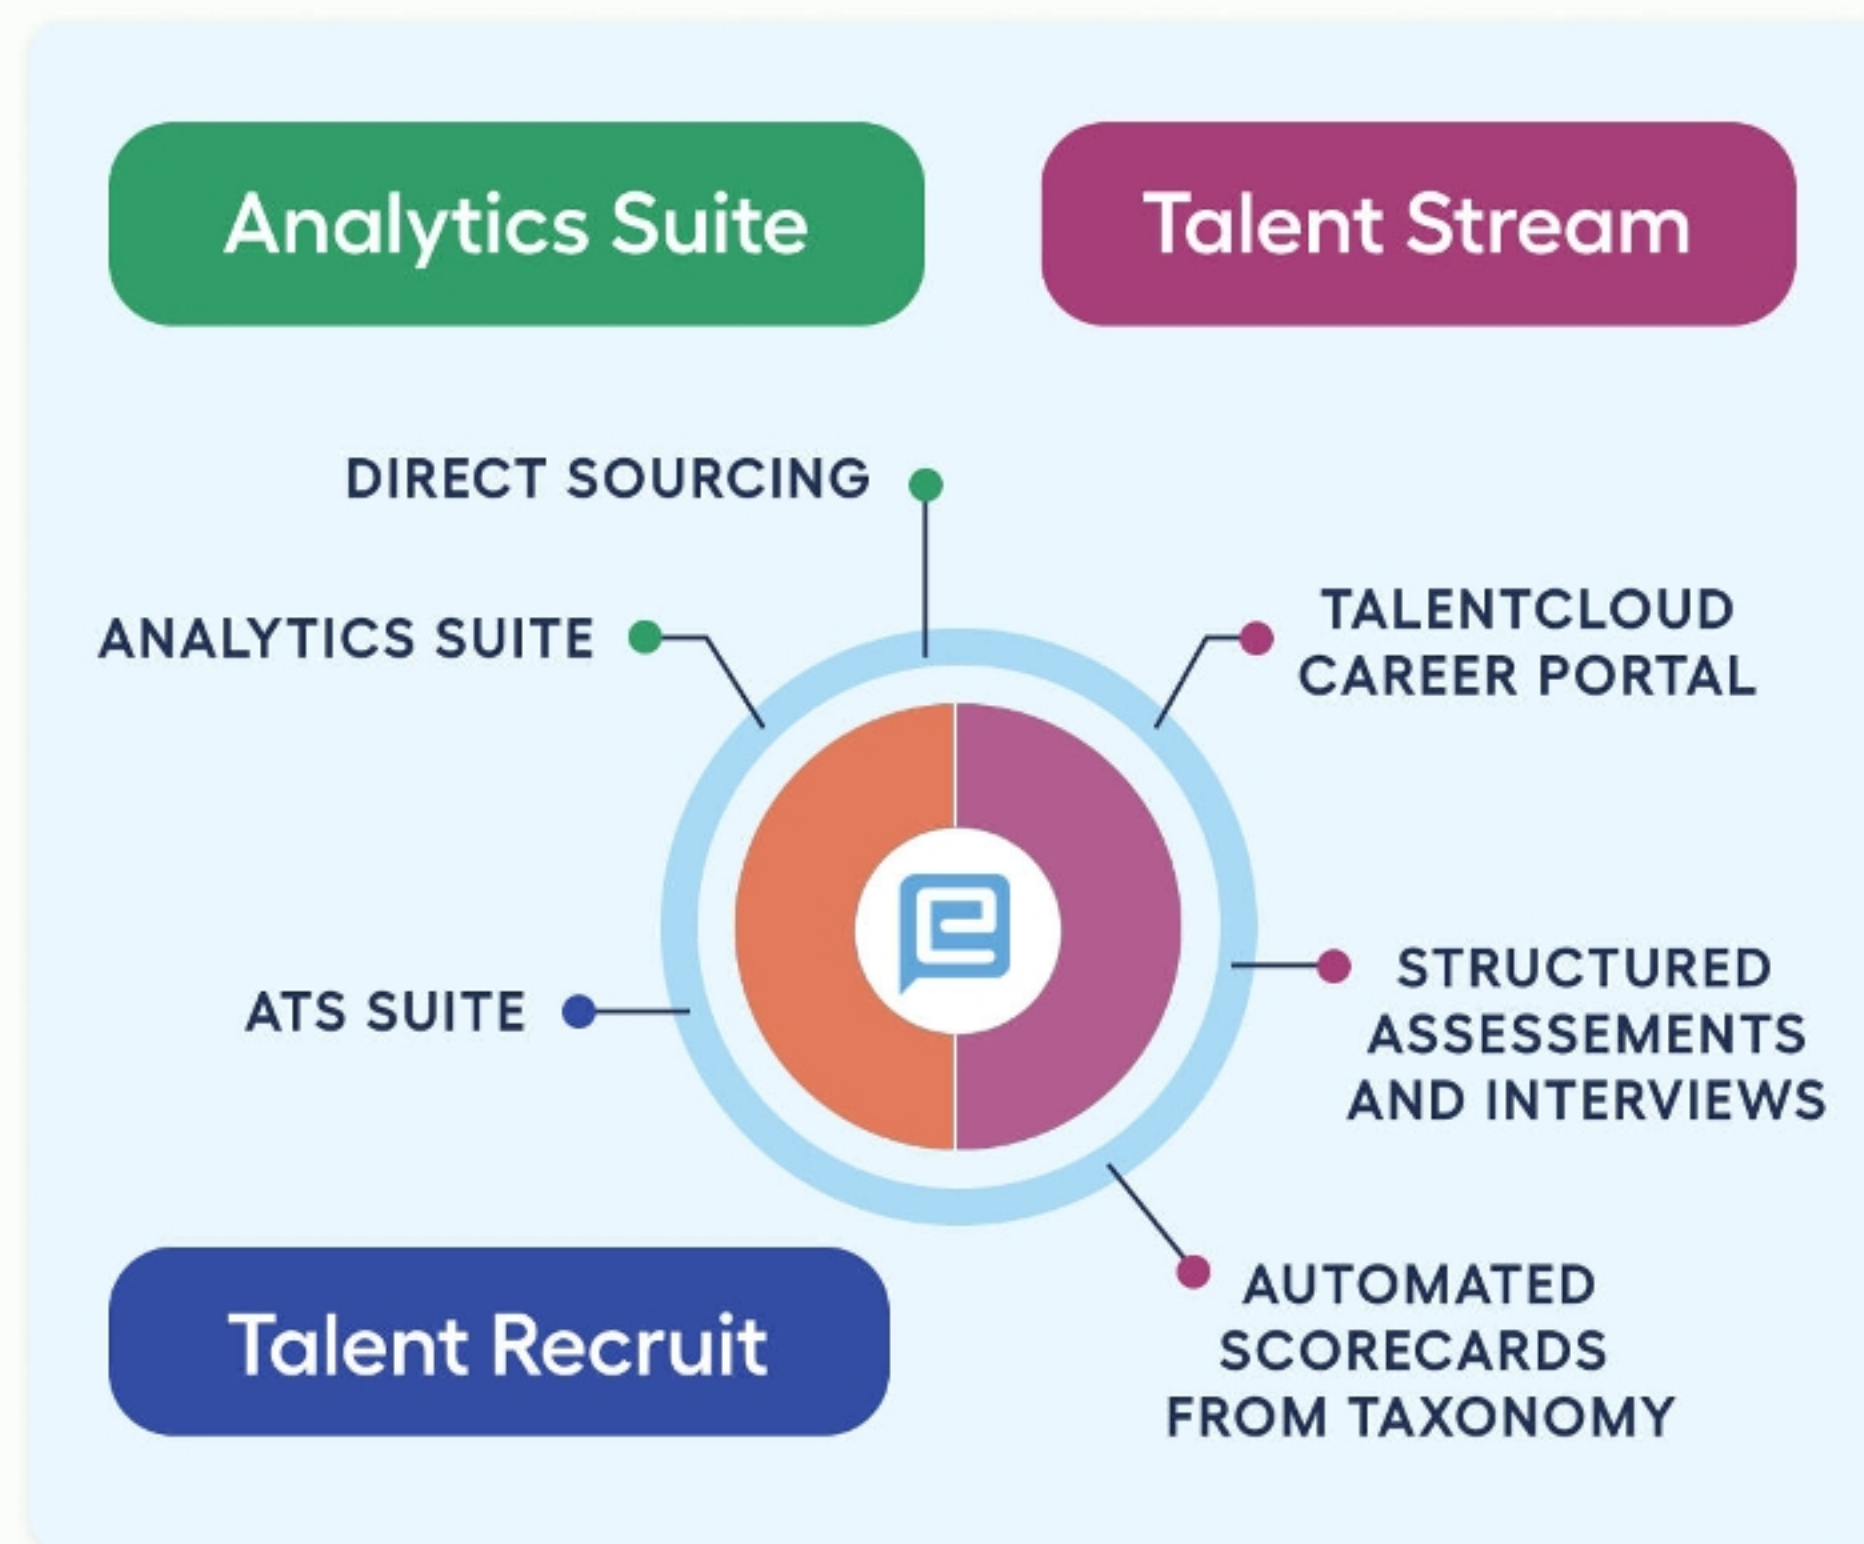 Analytics Suite
Talent Stream
DIRECT SOURCING
ANALYTICS SUITE
TALENTCLOUD
CAREER PORTAL
ATS SUITE
STRUCTURED
ASSESSEMENTS
AND INTERVIEWS
Talent Recruit
AUTOMATED
SCORECARDS
FROM TAXONOMY